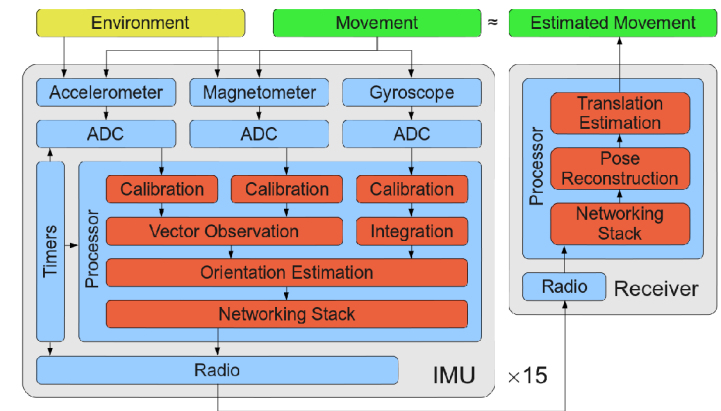 Environment
Movement
≈
Estimated Movement
Accelerometer
Magnetometer
Gyroscope
ADC
ADC
ADC
Timers
Processor
Calibration
Calibration
Calibration
Vector Observation
Integration
Orientation Estimation
Networking Stack
Radio
IMU
×15
Processor
Translation
Estimation
Pose
Reconstruction
Networking
Stack
Radio
Receiver